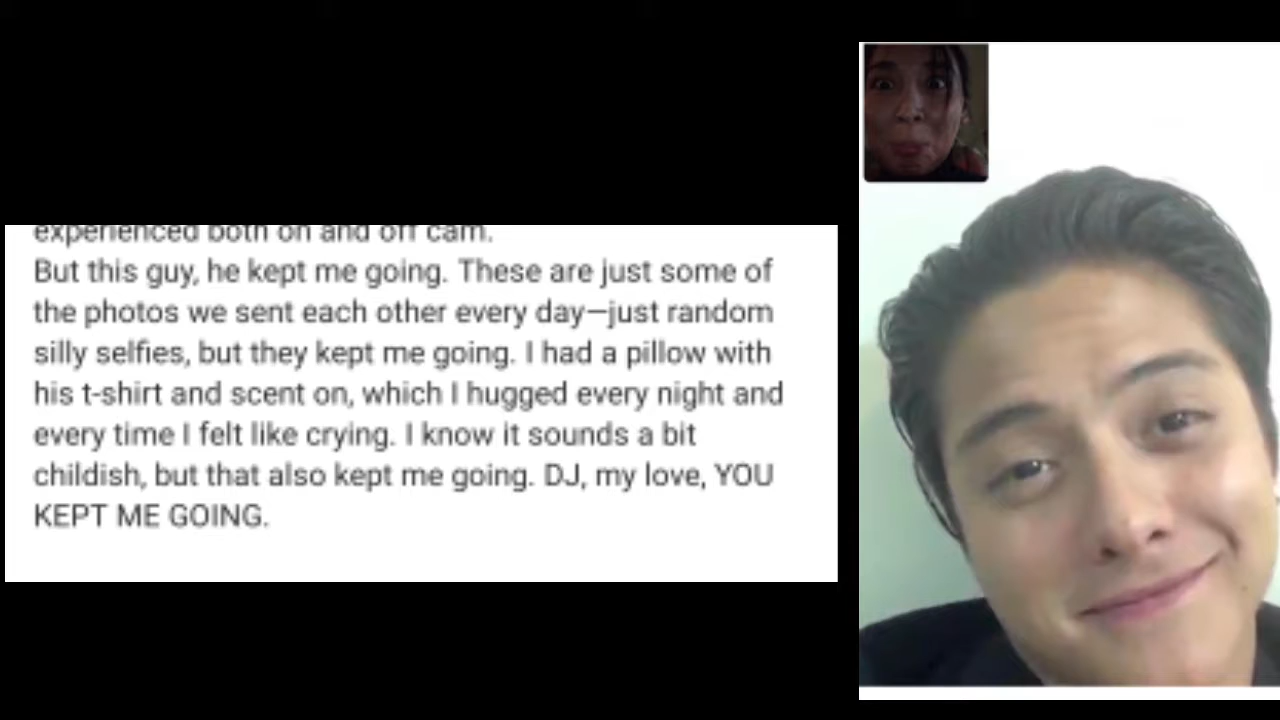 experienced both on and off cam.
But this guy, he kept me going. These are just some of
the photos we sent each other every day—just random
silly selfies, but they kept me going. I had a pillow with
his t-shirt and scent on, which I hugged every night and
every time I felt like crying. I know it sounds a bit
childish, but that also kept me going. DJ, my love, YOU
KEPT ME GOING.